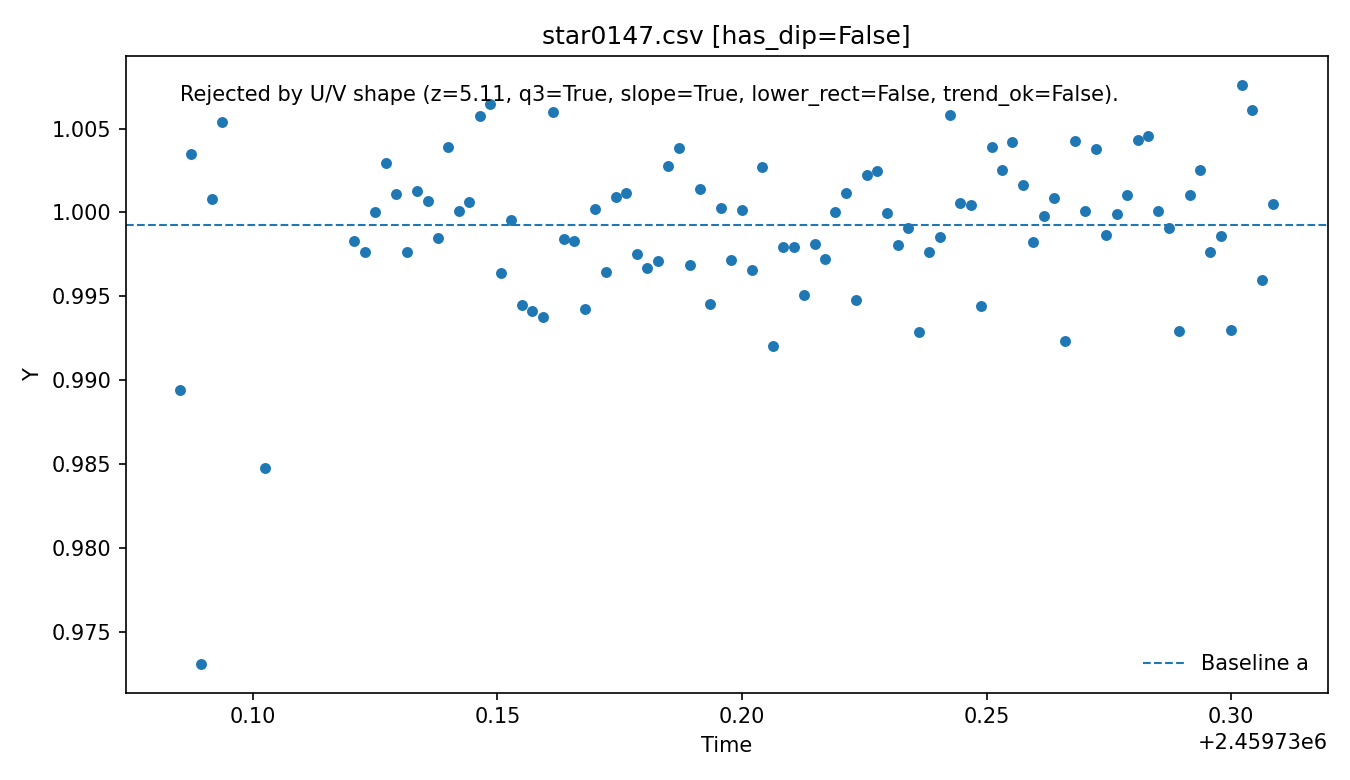 star0147.csv [has_dip=False]
Rejected by U/V shape (z=5.11, q3=True, slope=True, lower_rect=False, trend_ok=False).
Y
1.005
1.000
0.995
0.990
0.985
0.980
0.975
Baseline a
0.10 0.15 0.20 0.25 0.30
+2.45973e6
Time